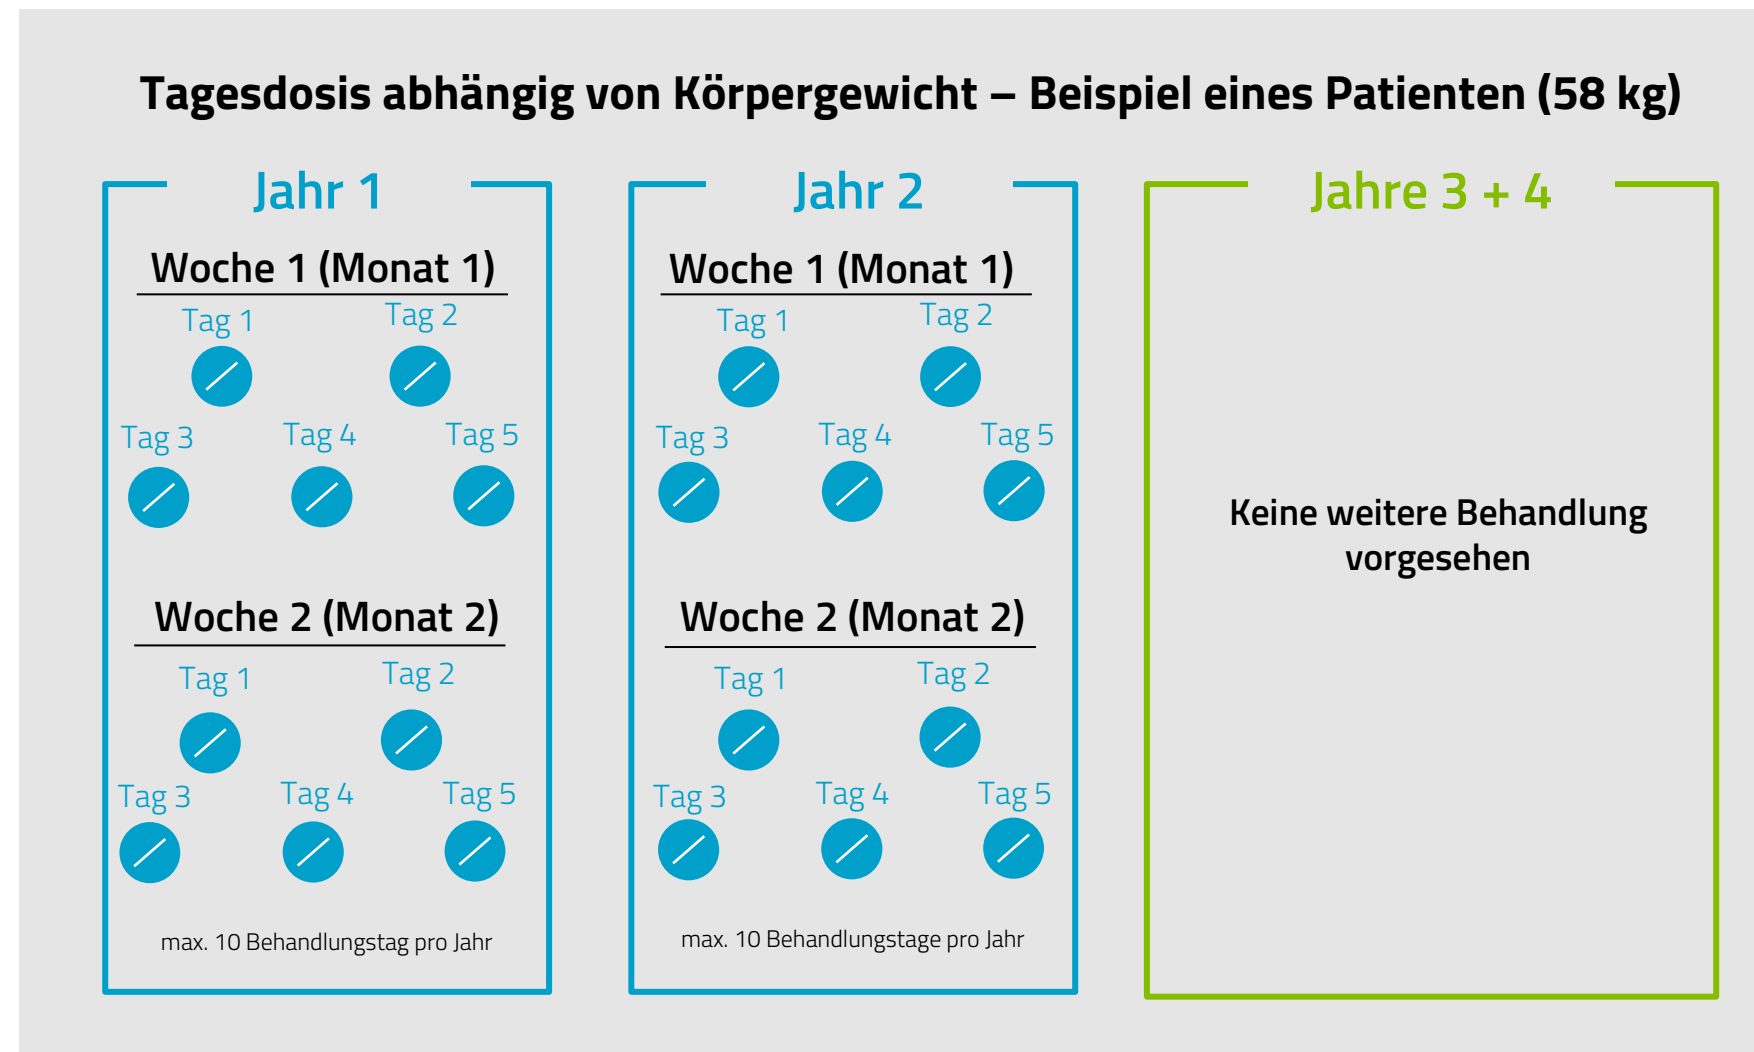 Tagesdosis abhängig von Körpergewicht – Beispiel eines Patienten (58 kg)
Jahr 1
Woche 1 (Monat 1)
Tag 1 Tag 2
Tag 3 Tag 4 Tag 5
Woche 2 (Monat 2)
Tag 1 Tag 2
Tag 3 Tag 4 Tag 5
max. 10 Behandlungstag pro Jahr
Jahr 2
Woche 1 (Monat 1)
Tag 1 Tag 2
Tag 3 Tag 4 Tag 5
Woche 2 (Monat 2)
Tag 1 Tag 2
Tag 3 Tag 4 Tag 5
max. 10 Behandlungstage pro Jahr
Jahre 3 + 4
Keine weitere Behandlung
vorgesehen